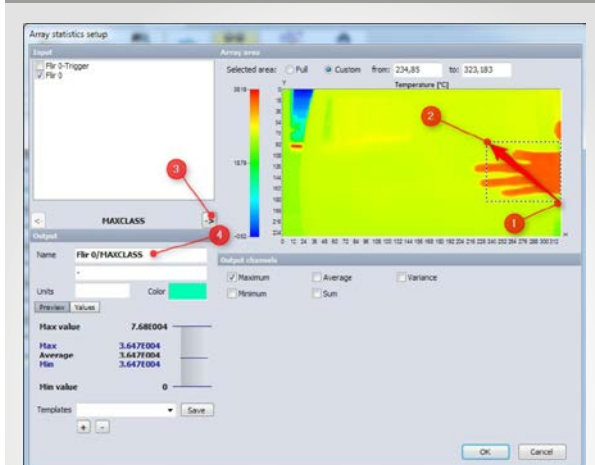 Array statistics setup
Input
Array area
Flir 0-Trigger
Flir 0
Selected area: Full Custom from: 234,85 to: 323,183
Temperature [°C]
Y
2
3
1
<- MAXCLASS ->
4
Output
Name Flir 0/MAXCLASS
-
Units Color
Preview Values
Max value 7.68E004
Max 3.647E004
Average 3.647E004
Min 3.647E004
Min value 0
Templates Save
+ -
Output channels
Maximum Average Variance
Minimum Sum
OK Cancel